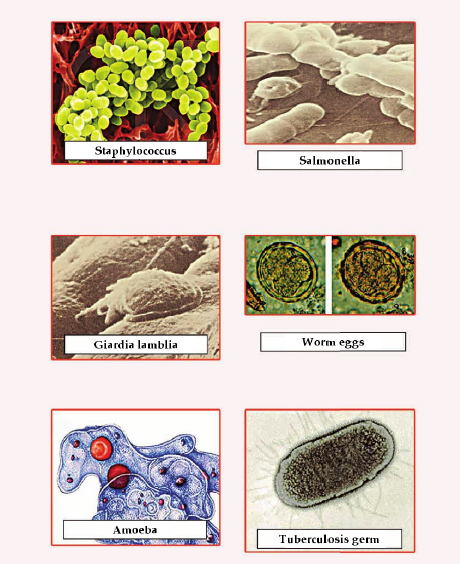 Staphylococcus
Salmonella
Giardia lamblia
Worm eggs
Amoeba
Tuberculosis germ